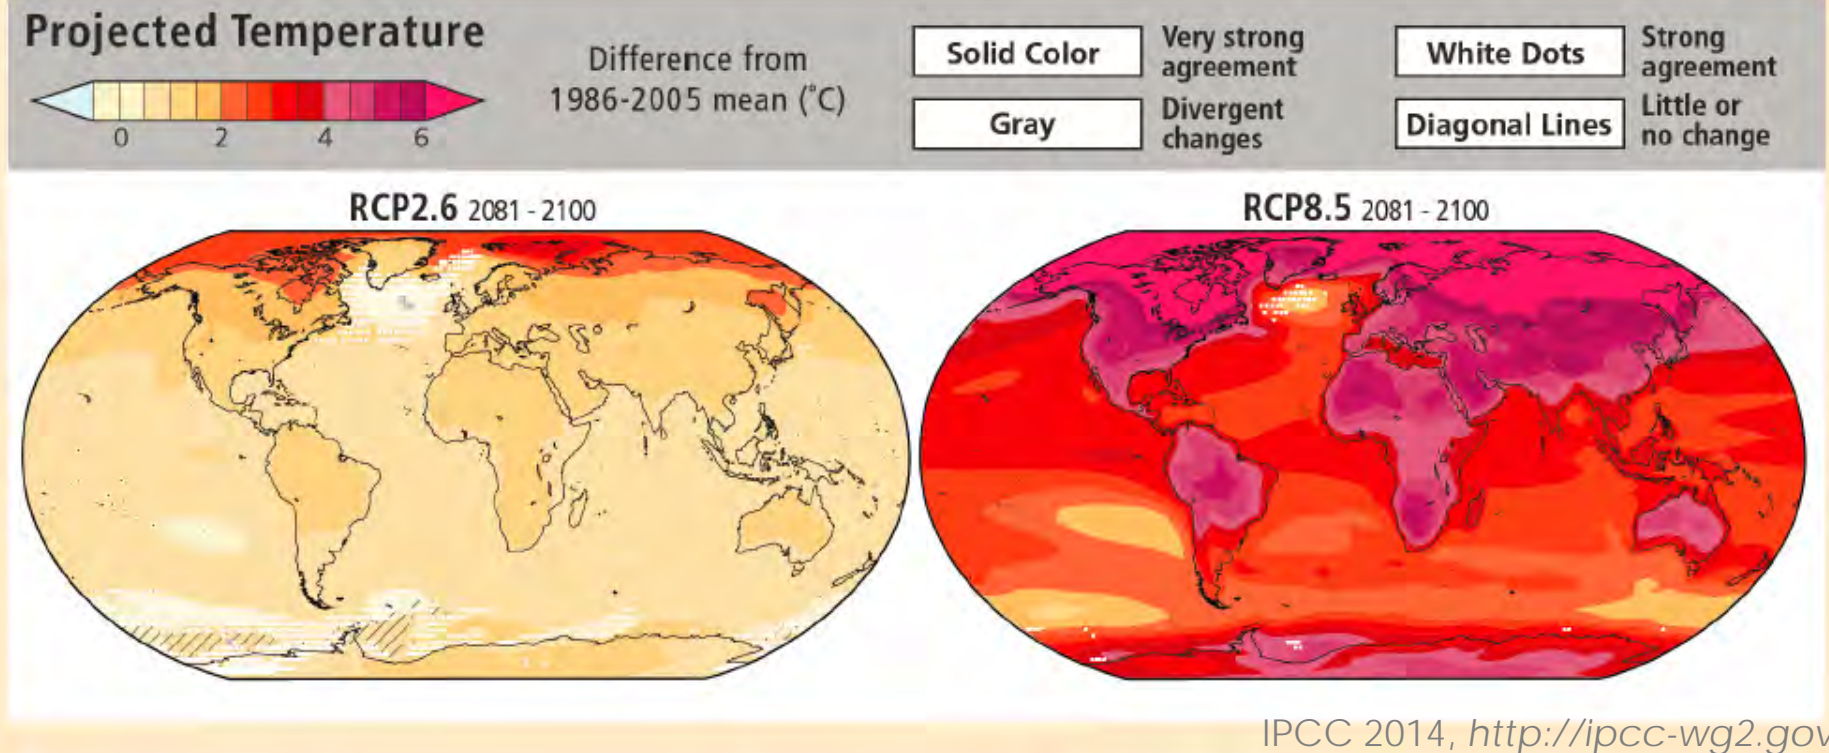 Projected Temperature
0 2 4 6
Difference from
1986-2005 mean (˚C)
Solid Color
Very strong
agreement
White Dots
Strong
agreement
Gray
Divergent
changes
Diagonal Lines
Little or
no change
RCP2.6 2081 - 2100
RCP8.5 2081 - 2100
IPCC 2014, http://ipcc-wg2.gov